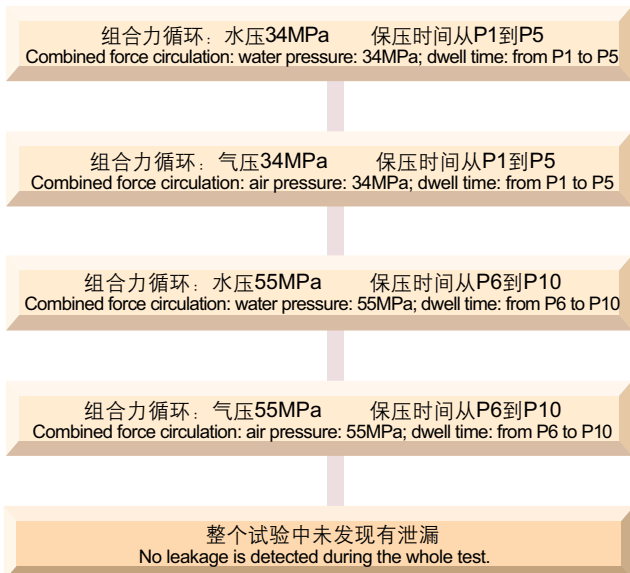 组合力循环：水压34MPa 保压时间从P1到P5
Combined force circulation: water pressure: 34MPa; dwell time: from P1 to P5
组合力循环：气压34MPa 保压时间从P1到P5
Combined force circulation: air pressure: 34MPa; dwell time: from P1 to P5
组合力循环：水压55MPa 保压时间从P6到P10
Combined force circulation: water pressure: 55MPa; dwell time: from P6 to P10
组合力循环：气压55MPa 保压时间从P6到P10
Combined force circulation: air pressure: 55MPa; dwell time: from P6 to P10
整个试验中未发现有泄漏
No leakage is detected during the whole test.